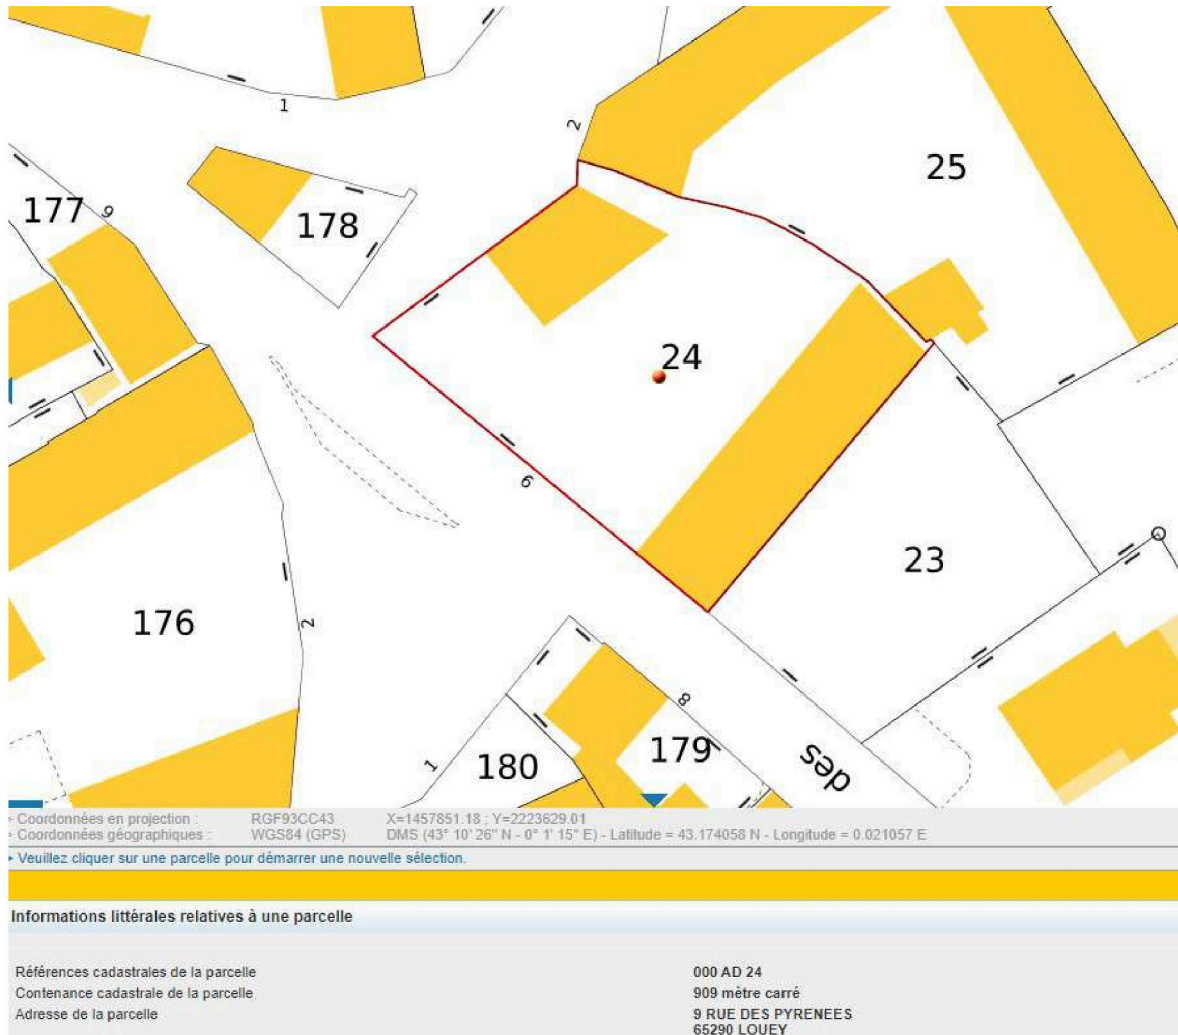 1
2
25
177
9
178
24
6
23
176
2
8
179
1
180
des
Coordonnées en projection : RGF93CC43 X=1457851.18 ; Y=2223629.01
Coordonnées géographiques : WGS84 (GPS) DMS (43° 10' 26" N - 0° 1' 15" E) - Latitude = 43.174058 N - Longitude = 0.021057 E
Veuillez cliquer sur une parcelle pour démarrer une nouvelle sélection.
Informations littérales relatives à une parcelle
Références cadastrales de la parcelle 000 AD 24
Contenance cadastrale de la parcelle 909 mètre carré
Adresse de la parcelle 9 RUE DES PYRENEES
65290 LOUEY